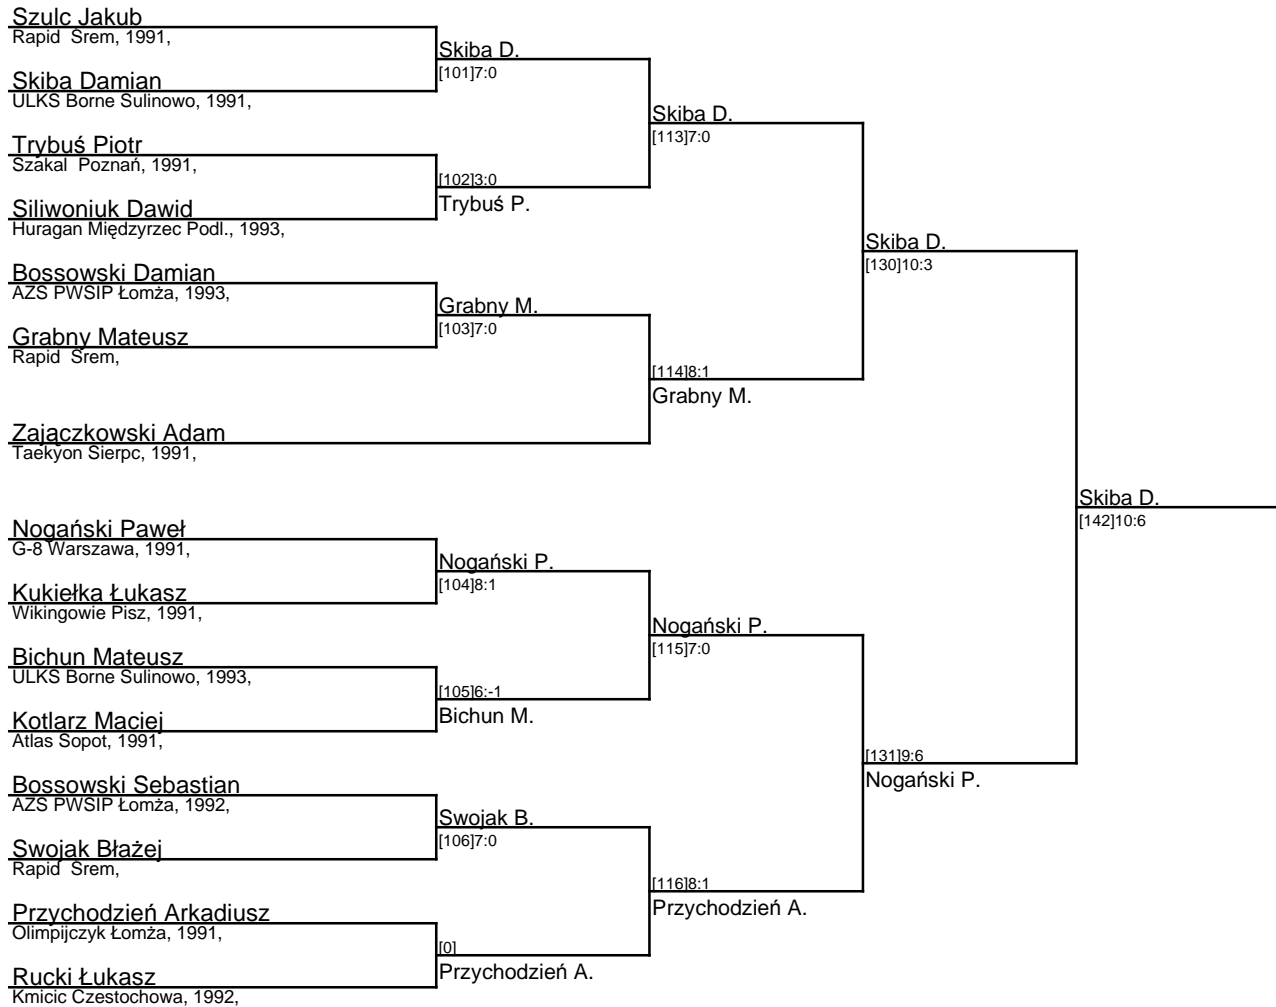 Szulc Jakub
Rapid Śrem, 1991,
Skiba D.
[101]7:0
Skiba Damian
ULKS Borne Sulinowo, 1991,
Skiba D.
[113]7:0
Trybuś Piotr
Szakal Poznań, 1991,
[102]3:0
Trybuś P.
Siliwoniuk Dawid
Huragan Międzyrzec Podl., 1993,
Skiba D.
[130]10:3
Bossowski Damian
AZS PWSIP Łomża, 1993,
Grabny M.
[103]7:0
Grabny Mateusz
Rapid Śrem,
[114]8:1
Grabny M.
Zajączkowski Adam
Taekyon Sierpc, 1991,
Skiba D.
[142]10:6
Nogański Paweł
G-8 Warszawa, 1991,
Nogański P.
[104]8:1
Kukiełka Łukasz
Wikingowie Pisz, 1991,
Nogański P.
[115]7:0
Bichun Mateusz
ULKS Borne Sulinowo, 1993,
[105]6:-1
Bichun M.
Kotlarz Maciej
Atlas Sopot, 1991,
[131]9:6
Nogański P.
Bossowski Sebastian
AZS PWSIP Łomża, 1992,
Swojak B.
[106]7:0
Swojak Błażej
Rapid Śrem,
[116]8:1
Przychodzień A.
Przychodzień Arkadiusz
Olimpijczyk Łomża, 1991,
[0]
Przychodzień A.
Rucki Łukasz
Kmicic Czestochowa, 1992,